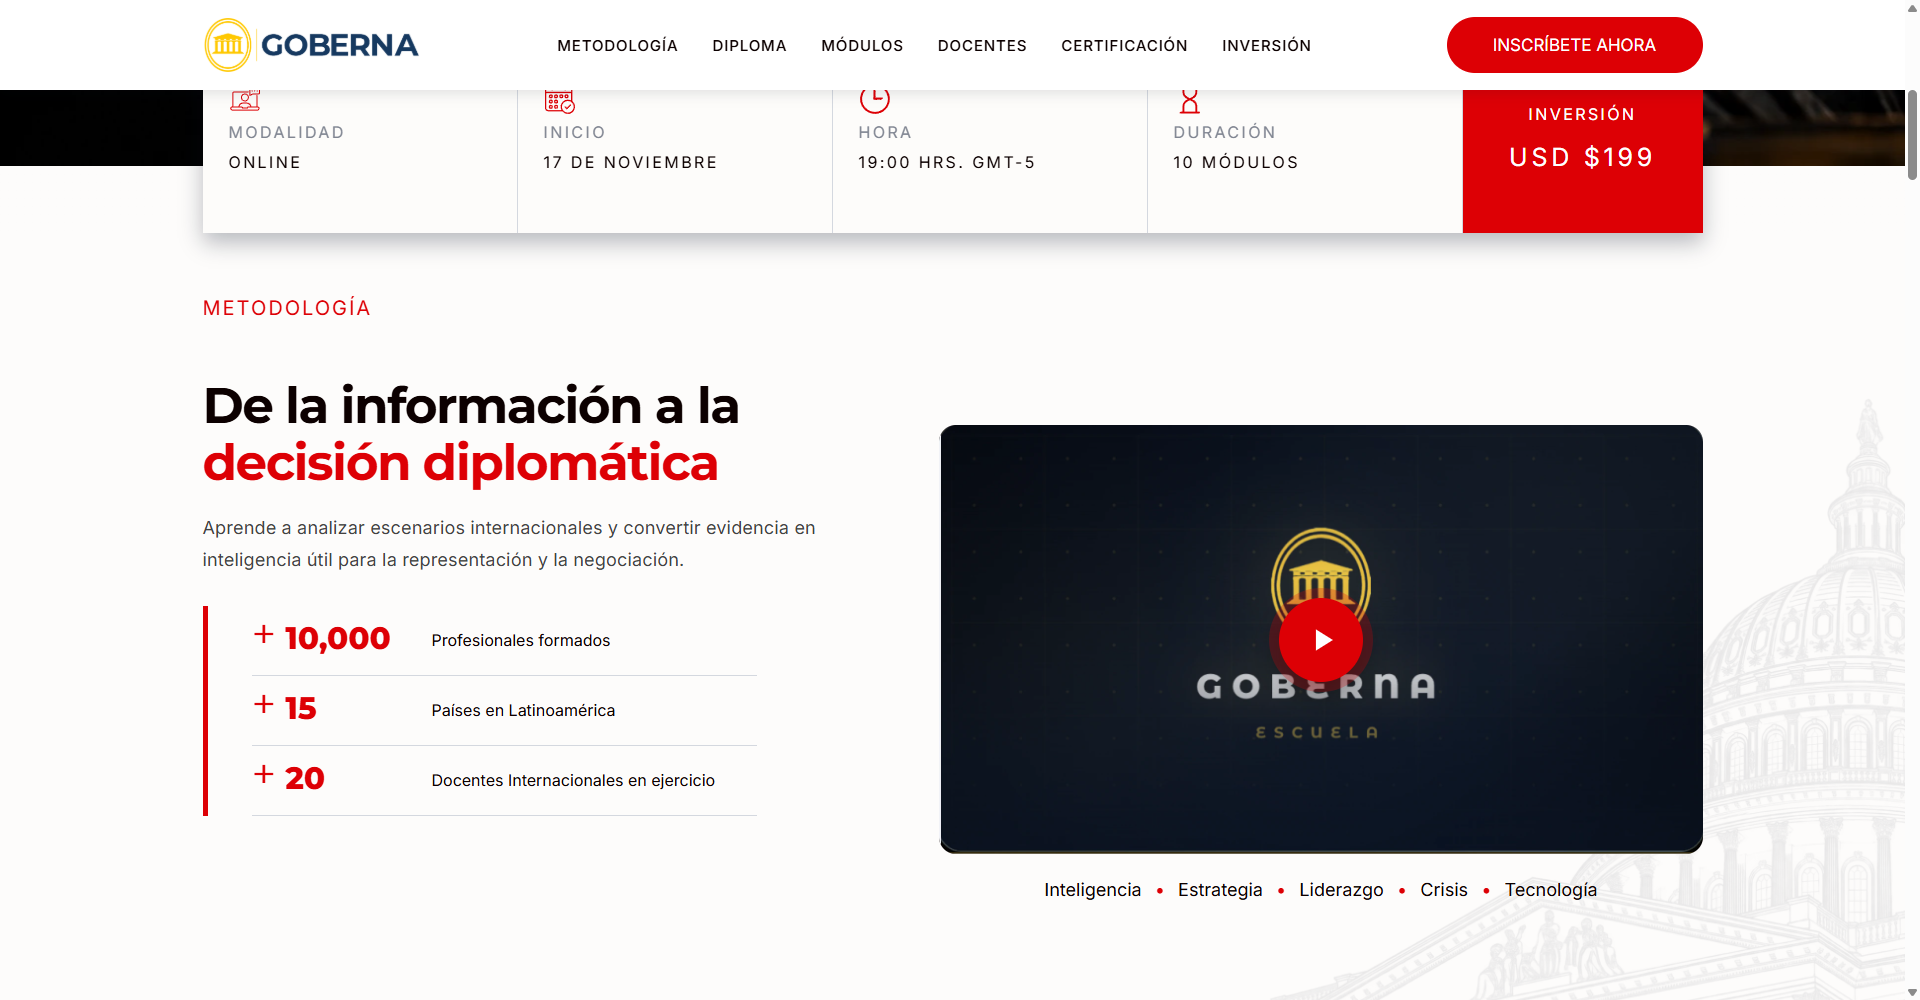 GOBERNA
METODOLOGÍA
DIPLOMA
MÓDULOS
DOCENTES
CERTIFICACIÓN
INVERSIÓN
INSCRÍBETE AHORA
MODALIDAD
ONLINE
INICIO
17 DE NOVIEMBRE
HORA
19:00 HRS. GMT-5
DURACIÓN
10 MÓDULOS
INVERSIÓN
USD $199
METODOLOGÍA
De la información a la
decisión diplomática
Aprende a analizar escenarios internacionales y convertir evidencia en
inteligencia útil para la representación y la negociación.
+ 10,000 Profesionales formados
+ 15 Países en Latinoamérica
+ 20 Docentes Internacionales en ejercicio
GOBERNA
ESCUELA
Inteligencia • Estrategia • Liderazgo • Crisis • Tecnología